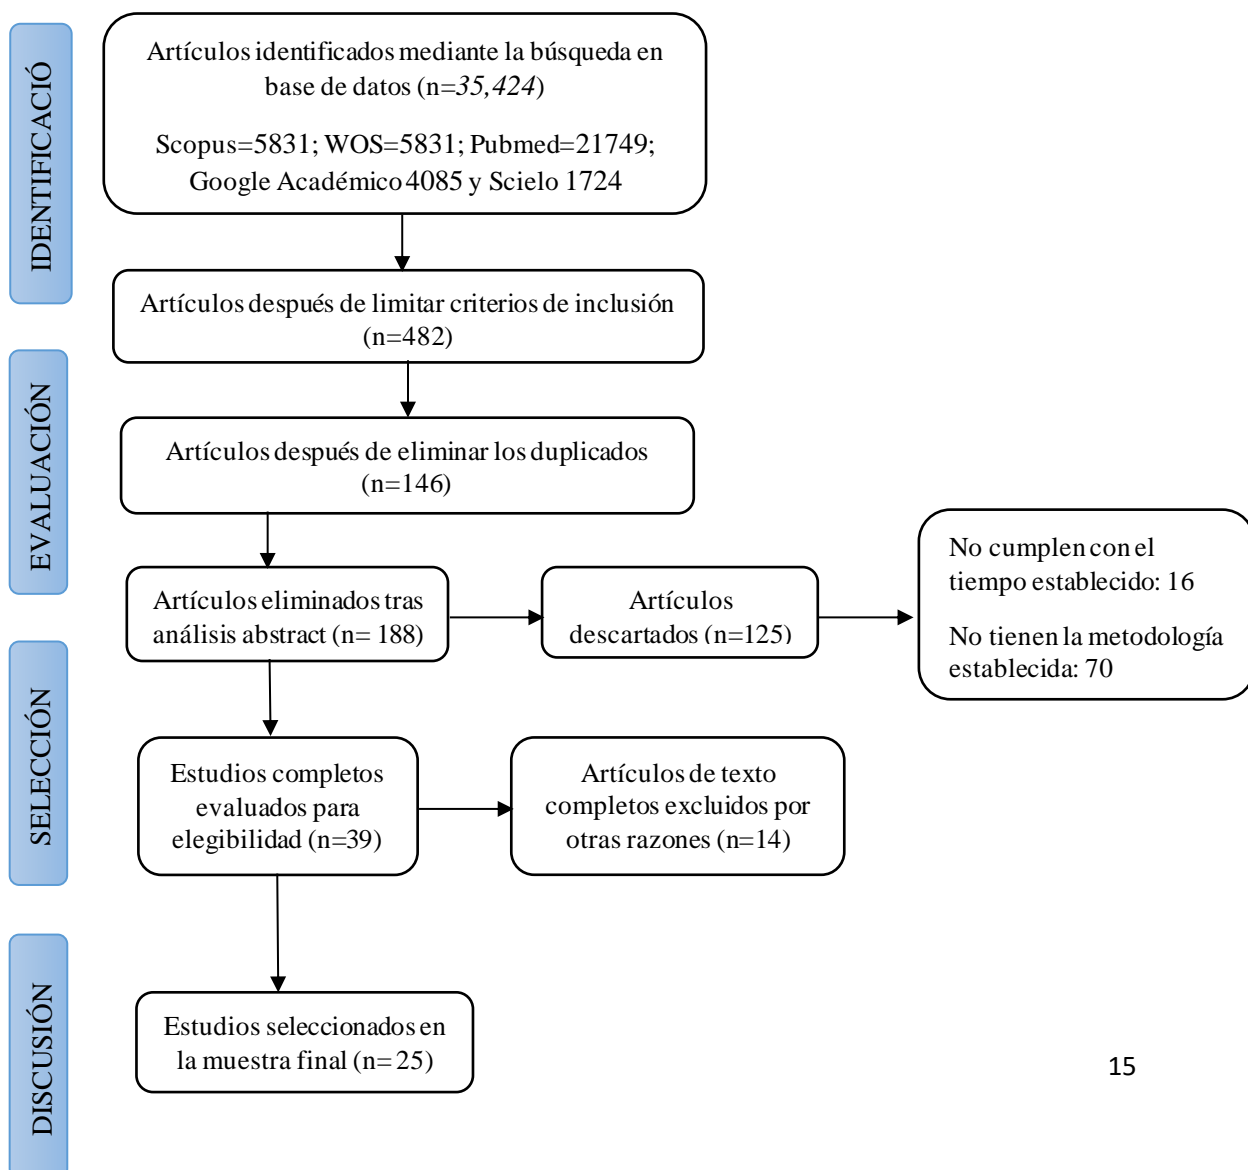 IDENTIFICACIÓ
Artículos identificados mediante la búsqueda en
base de datos (n=35,424)
Scopus=5831; WOS=5831; Pubmed=21749;
Google Académico 4085 y Scielo 1724
Artículos después de limitar criterios de inclusión
(n=482)
EVALUACIÓN
Artículos después de eliminar los duplicados
(n=146)
Artículos eliminados tras
análisis abstract (n= 188)
Artículos
descartados (n=125)
No cumplen con el
tiempo establecido: 16
No tienen la metodología
establecida: 70
SELECCIÓN
Estudios completos
evaluados para
elegibilidad (n=39)
Artículos de texto
completos excluidos por
otras razones (n=14)
DISCUSIÓN
Estudios seleccionados en
la muestra final (n= 25)
15